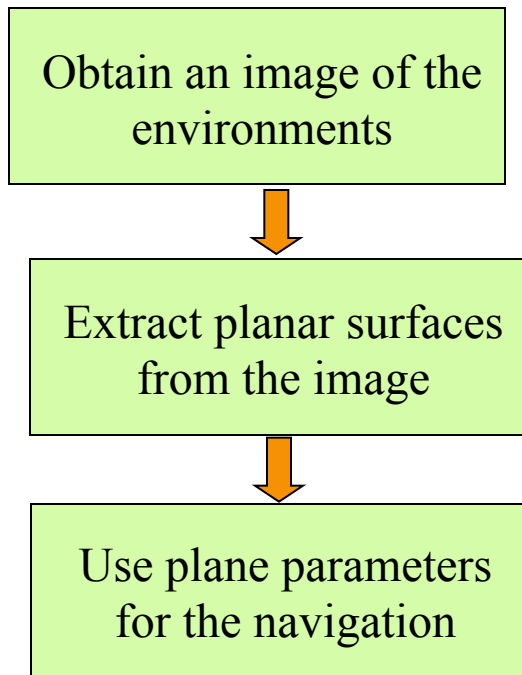 Obtain an image of the
environments
Extract planar surfaces
from the image
Use plane parameters
for the navigation